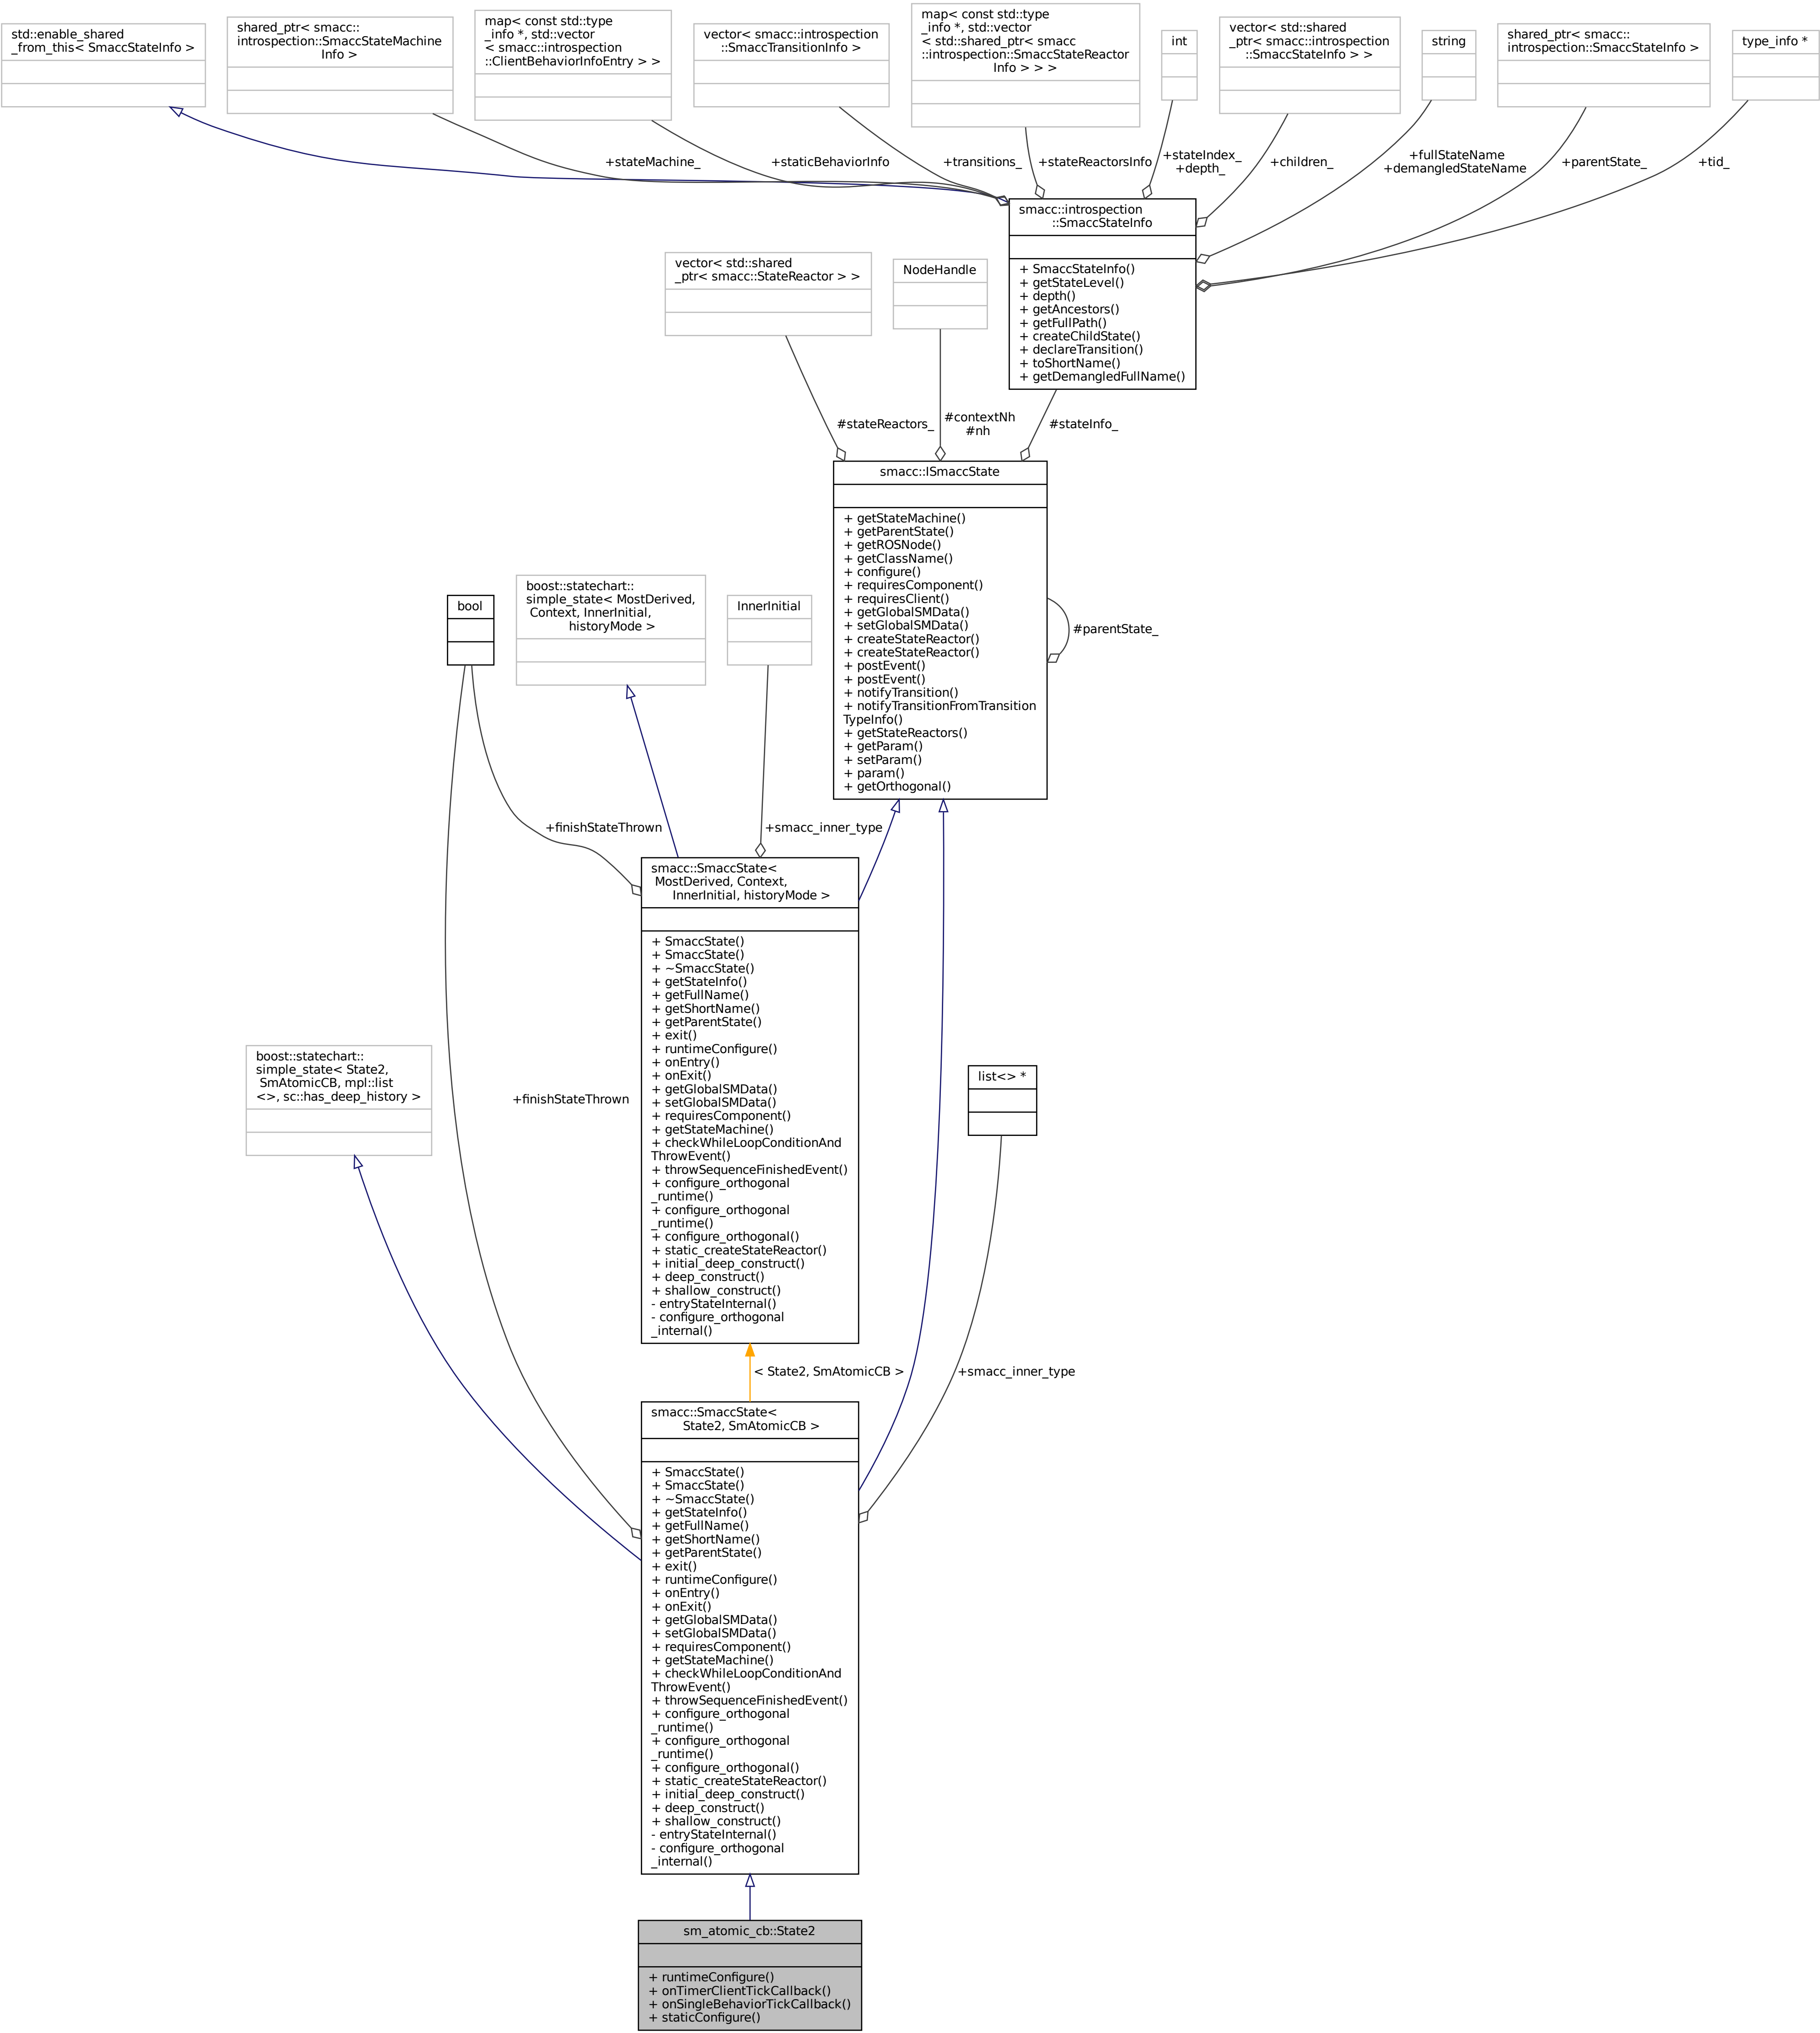 std::enable_shared
_from_this< SmaccStateInfo >
shared_ptr< smacc::
introspection::SmaccStateMachine
Info >
map< const std::type
_info *, std::vector
< smacc::introspection
::ClientBehaviorInfoEntry > >
vector< smacc::introspection
::SmaccTransitionInfo >
map< const std::type
_info *, std::vector
< std::shared_ptr< smacc
::introspection::SmaccStateReactor
Info > > >
int
vector< std::shared
_ptr< smacc::introspection
::SmaccStateInfo > >
string
shared_ptr< smacc::
introspection::SmaccStateInfo >
type_info *
+stateMachine_
+staticBehaviorInfo
+transitions_
+stateReactorsInfo
+stateIndex_
+depth_
+children_
+fullStateName
+demangledStateName
+parentState_
+tid_
smacc::introspection
::SmaccStateInfo
+ SmaccStateInfo()
+ getStateLevel()
+ depth()
+ getAncestors()
+ getFullPath()
+ createChildState()
+ declareTransition()
+ toShortName()
+ getDemangledFullName()
vector< std::shared
_ptr< smacc::StateReactor > >
NodeHandle
#stateReactors_
#contextNh
#nh
#stateInfo_
smacc::ISmaccState
+ getStateMachine()
+ getParentState()
+ getROSNode()
+ getClassName()
+ configure()
+ requiresComponent()
+ requiresClient()
+ getGlobalSMData()
+ setGlobalSMData()
+ createStateReactor()
+ createStateReactor()
+ postEvent()
+ postEvent()
+ notifyTransition()
+ notifyTransitionFromTransition
TypeInfo()
+ getStateReactors()
+ getParam()
+ setParam()
+ param()
+ getOrthogonal()
#parentState_
bool
boost::statechart::
simple_state< MostDerived,
Context, InnerInitial,
historyMode >
InnerInitial
+finishStateThrown
+smacc_inner_type
smacc::SmaccState<
MostDerived, Context,
InnerInitial, historyMode >
+ SmaccState()
+ SmaccState()
+ ~SmaccState()
+ getStateInfo()
+ getFullName()
+ getShortName()
+ getParentState()
+ exit()
+ runtimeConfigure()
+ onEntry()
+ onExit()
+ getGlobalSMData()
+ setGlobalSMData()
+ requiresComponent()
+ getStateMachine()
+ checkWhileLoopConditionAnd
ThrowEvent()
+ throwSequenceFinishedEvent()
+ configure_orthogonal
_runtime()
+ configure_orthogonal
_runtime()
+ configure_orthogonal()
+ static_createStateReactor()
+ initial_deep_construct()
+ deep_construct()
+ shallow_construct()
- entryStateInternal()
- configure_orthogonal
_internal()
boost::statechart::
simple_state< State2,
SmAtomicCB, mpl::list
<>, sc::has_deep_history >
+finishStateThrown
list<> *
< State2, SmAtomicCB >
+smacc_inner_type
smacc::SmaccState<
State2, SmAtomicCB >
+ SmaccState()
+ SmaccState()
+ ~SmaccState()
+ getStateInfo()
+ getFullName()
+ getShortName()
+ getParentState()
+ exit()
+ runtimeConfigure()
+ onEntry()
+ onExit()
+ getGlobalSMData()
+ setGlobalSMData()
+ requiresComponent()
+ getStateMachine()
+ checkWhileLoopConditionAnd
ThrowEvent()
+ throwSequenceFinishedEvent()
+ configure_orthogonal
_runtime()
+ configure_orthogonal
_runtime()
+ configure_orthogonal()
+ static_createStateReactor()
+ initial_deep_construct()
+ deep_construct()
+ shallow_construct()
- entryStateInternal()
- configure_orthogonal
_internal()
sm_atomic_cb::State2
+ runtimeConfigure()
+ onTimerClientTickCallback()
+ onSingleBehaviorTickCallback()
+ staticConfigure()